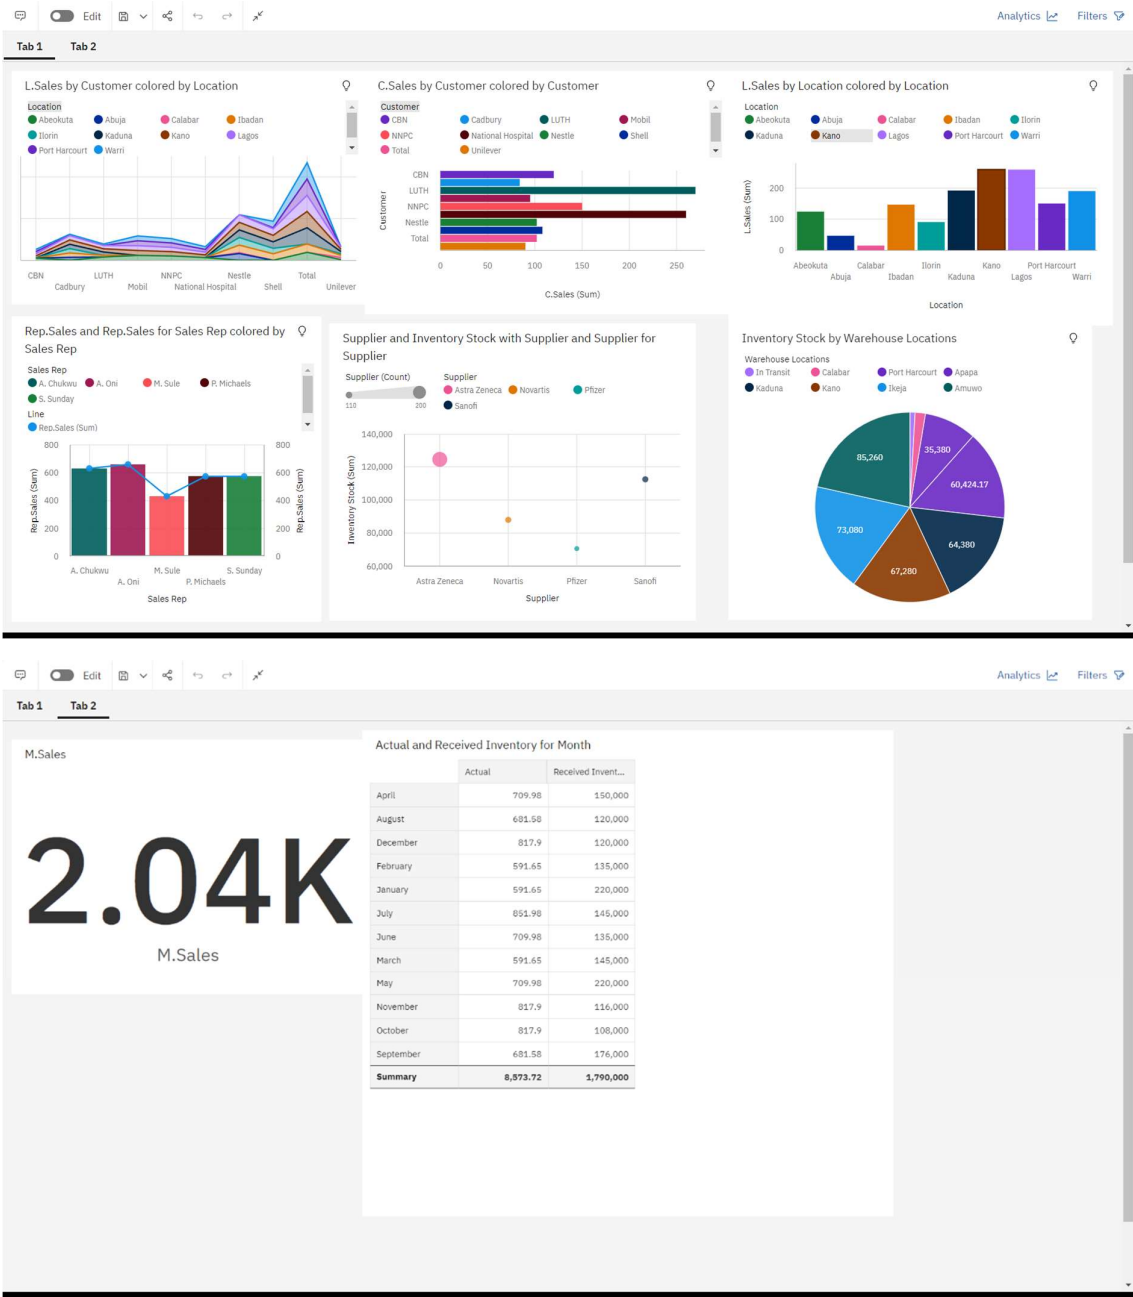 Edit
Analytics
Filters
Tab 1 Tab 2
L.Sales by Customer colored by Location
Location
Abeokuta Abuja Calabar Ibadan
Ilorin Kaduna Kano Lagos
Port Harcourt Warri
CBN LUTH NNPC Nestle Total
Cadbury Mobil National Hospital Shell Unilever
C.Sales by Customer colored by Customer
Customer
CBN Cadbury LUTH Mobil
NNPC National Hospital Nestle Shell
Total Unilever
Customer
CBN
LUTH
NNPC
Nestle
Total
0 50 100 150 200 250
C.Sales (Sum)
L.Sales by Location colored by Location
Location
Abeokuta Abuja Calabar Ibadan Ilorin
Kaduna Kano Lagos Port Harcourt Warri
L.Sales (Sum)
200
100
0
Abeokuta Calabar Ilorin Kano Port Harcourt
Abuja Ibadan Kaduna Lagos Warri
Location
Rep.Sales and Rep.Sales for Sales Rep colored by
Sales Rep
Sales Rep
A. Chukwu A. Oni M. Sule P. Michaels
S. Sunday
Line
Rep.Sales (Sum)
Rep.Sales (Sum)
800 800
600 600
400 400
200 200
0 0
Rep.Sales (Sum)
A. Chukwu M. Sule S. Sunday
A. Oni P. Michaels
Sales Rep
Supplier and Inventory Stock with Supplier and Supplier for
Supplier
Supplier (Count)
110 200
Supplier
Astra Zeneca Novartis Pfizer
Sanofi
Inventory Stock (Sum)
140,000
120,000
100,000
80,000
60,000
Astra Zeneca Novartis Pfizer Sanofi
Supplier
Inventory Stock by Warehouse Locations
Warehouse Locations
In Transit Calabar Port Harcourt Apapa
Kaduna Kano Ikeja Amuwo
35,380
85,260
60,424.17
73,080
64,380
67,280
Edit
Analytics
Filters
Tab 1 Tab 2
M.Sales
2.04K
M.Sales
Actual and Received Inventory for Month
Actual Received Invent...
April 709.98 150,000
August 681.58 120,000
December 817.9 120,000
February 591.65 135,000
January 591.65 220,000
July 851.98 145,000
June 709.98 135,000
March 591.65 145,000
May 709.98 220,000
November 817.9 116,000
October 817.9 108,000
September 681.58 176,000
Summary 8,573.72 1,790,000